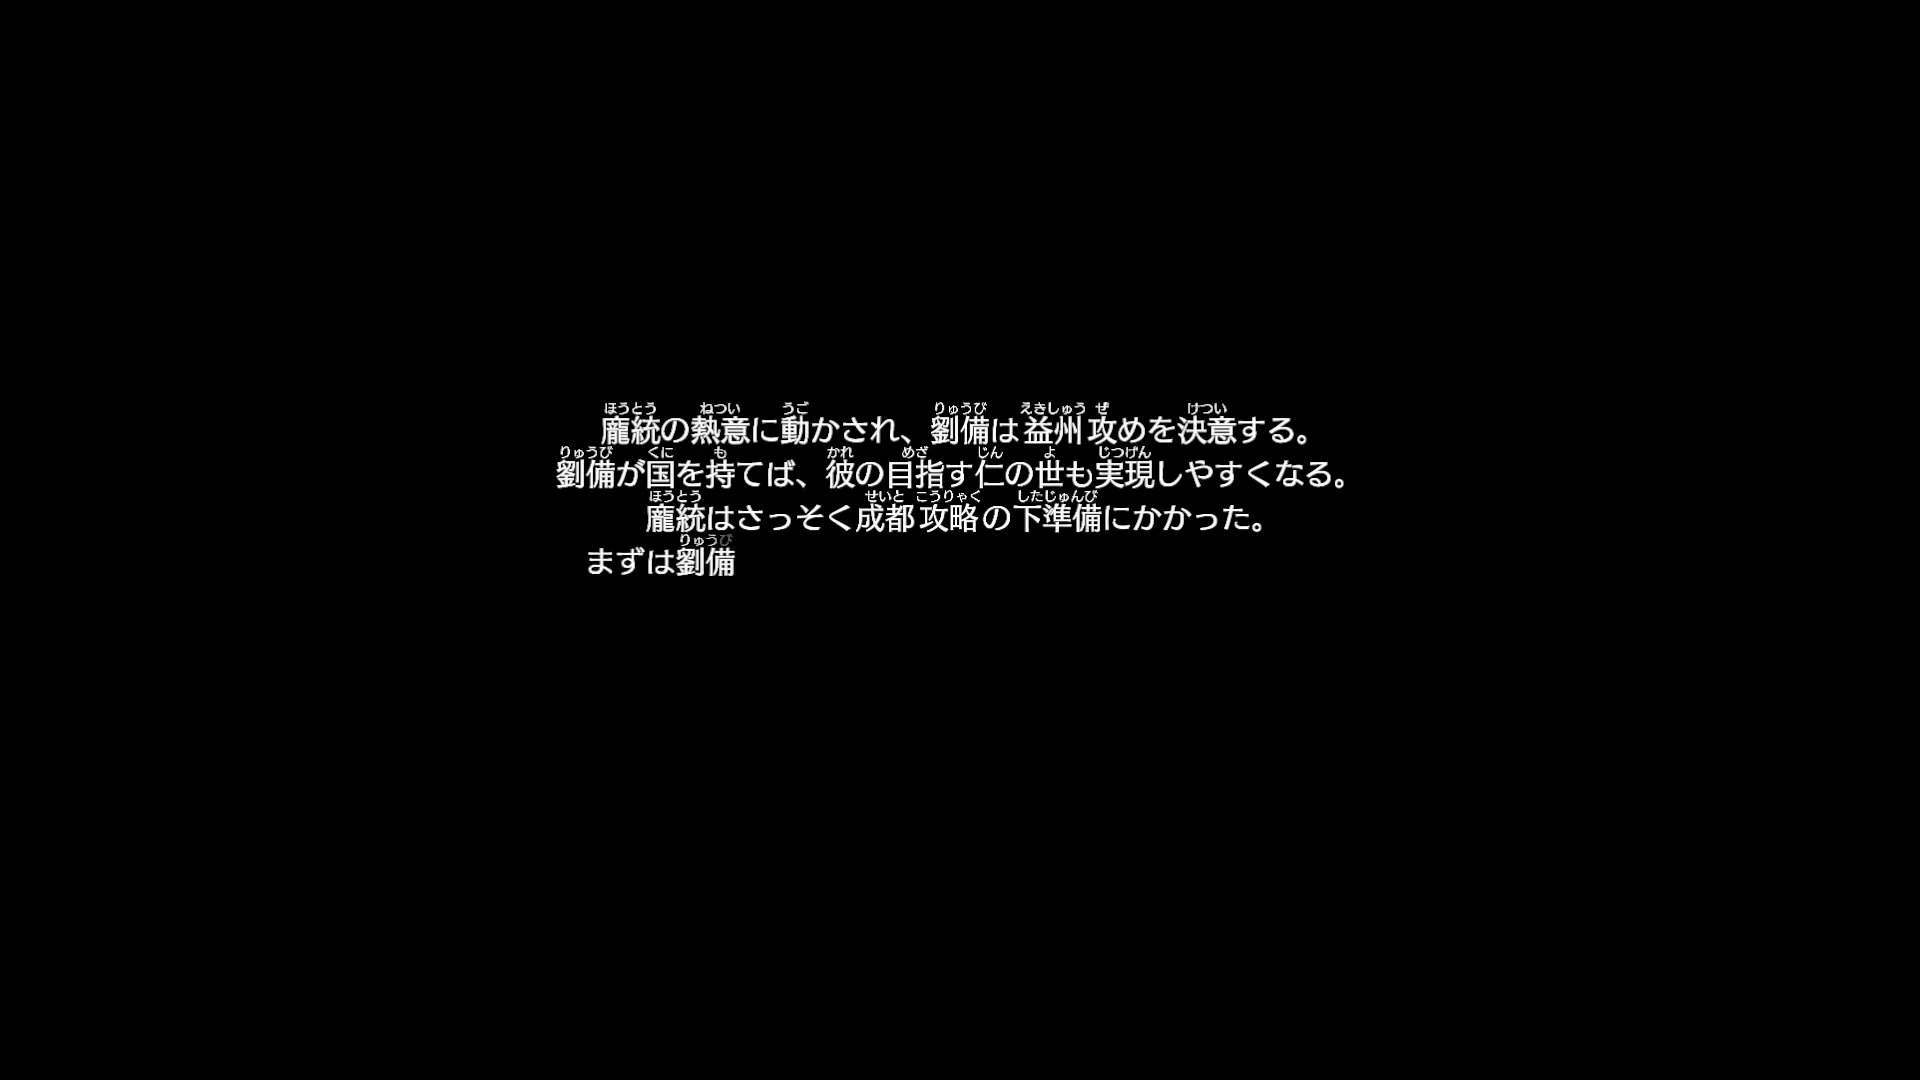 龐統の熱意に動かされ、劉備は益州攻めを決意する。
劉備が国を持てば、彼の目指す仁の世も実現しやすくなる。
龐統はさっそく成都攻略の下準備にかかった。
まずは劉備